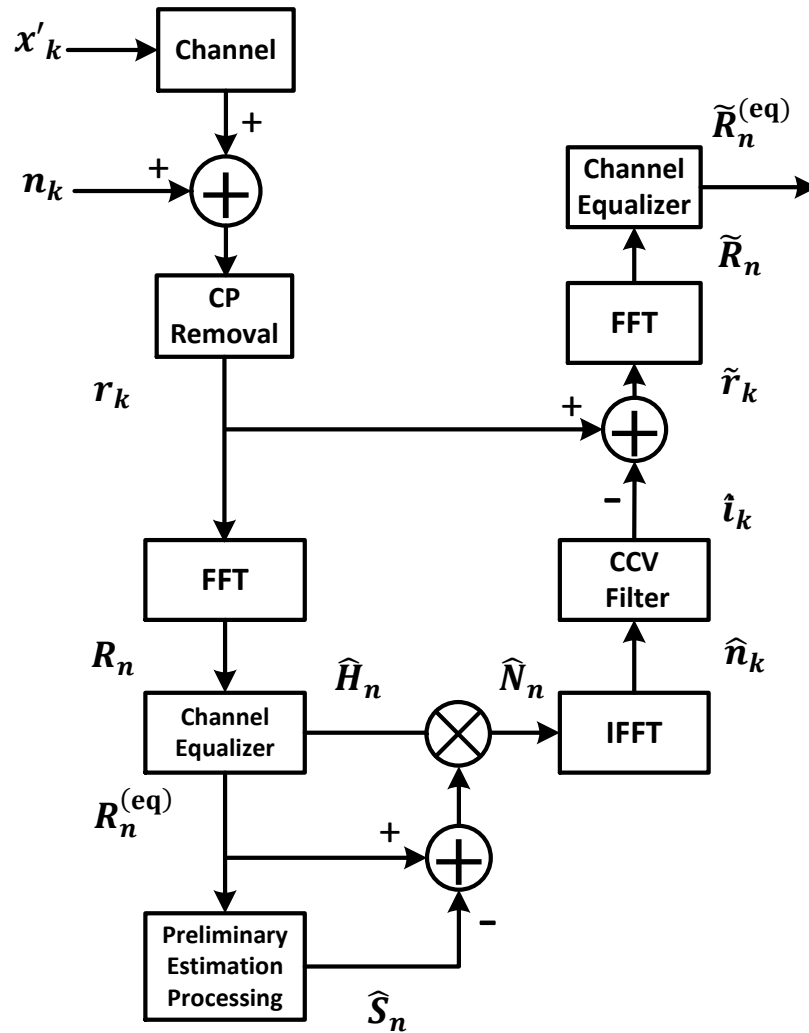 x′ₖ
Channel
+
+
nₖ
CP
Removal
rₖ
FFT
Rₙ
Channel
Equalizer
Ĥₙ
Rₙ^(eq)
+
Preliminary
Estimation
Processing
Ŝₙ
-
N̂ₙ
IFFT
n̂ₖ
CCV
Filter
îₖ
-
+
r̃ₖ
FFT
R̃ₙ
Channel
Equalizer
R̃ₙ^(eq)